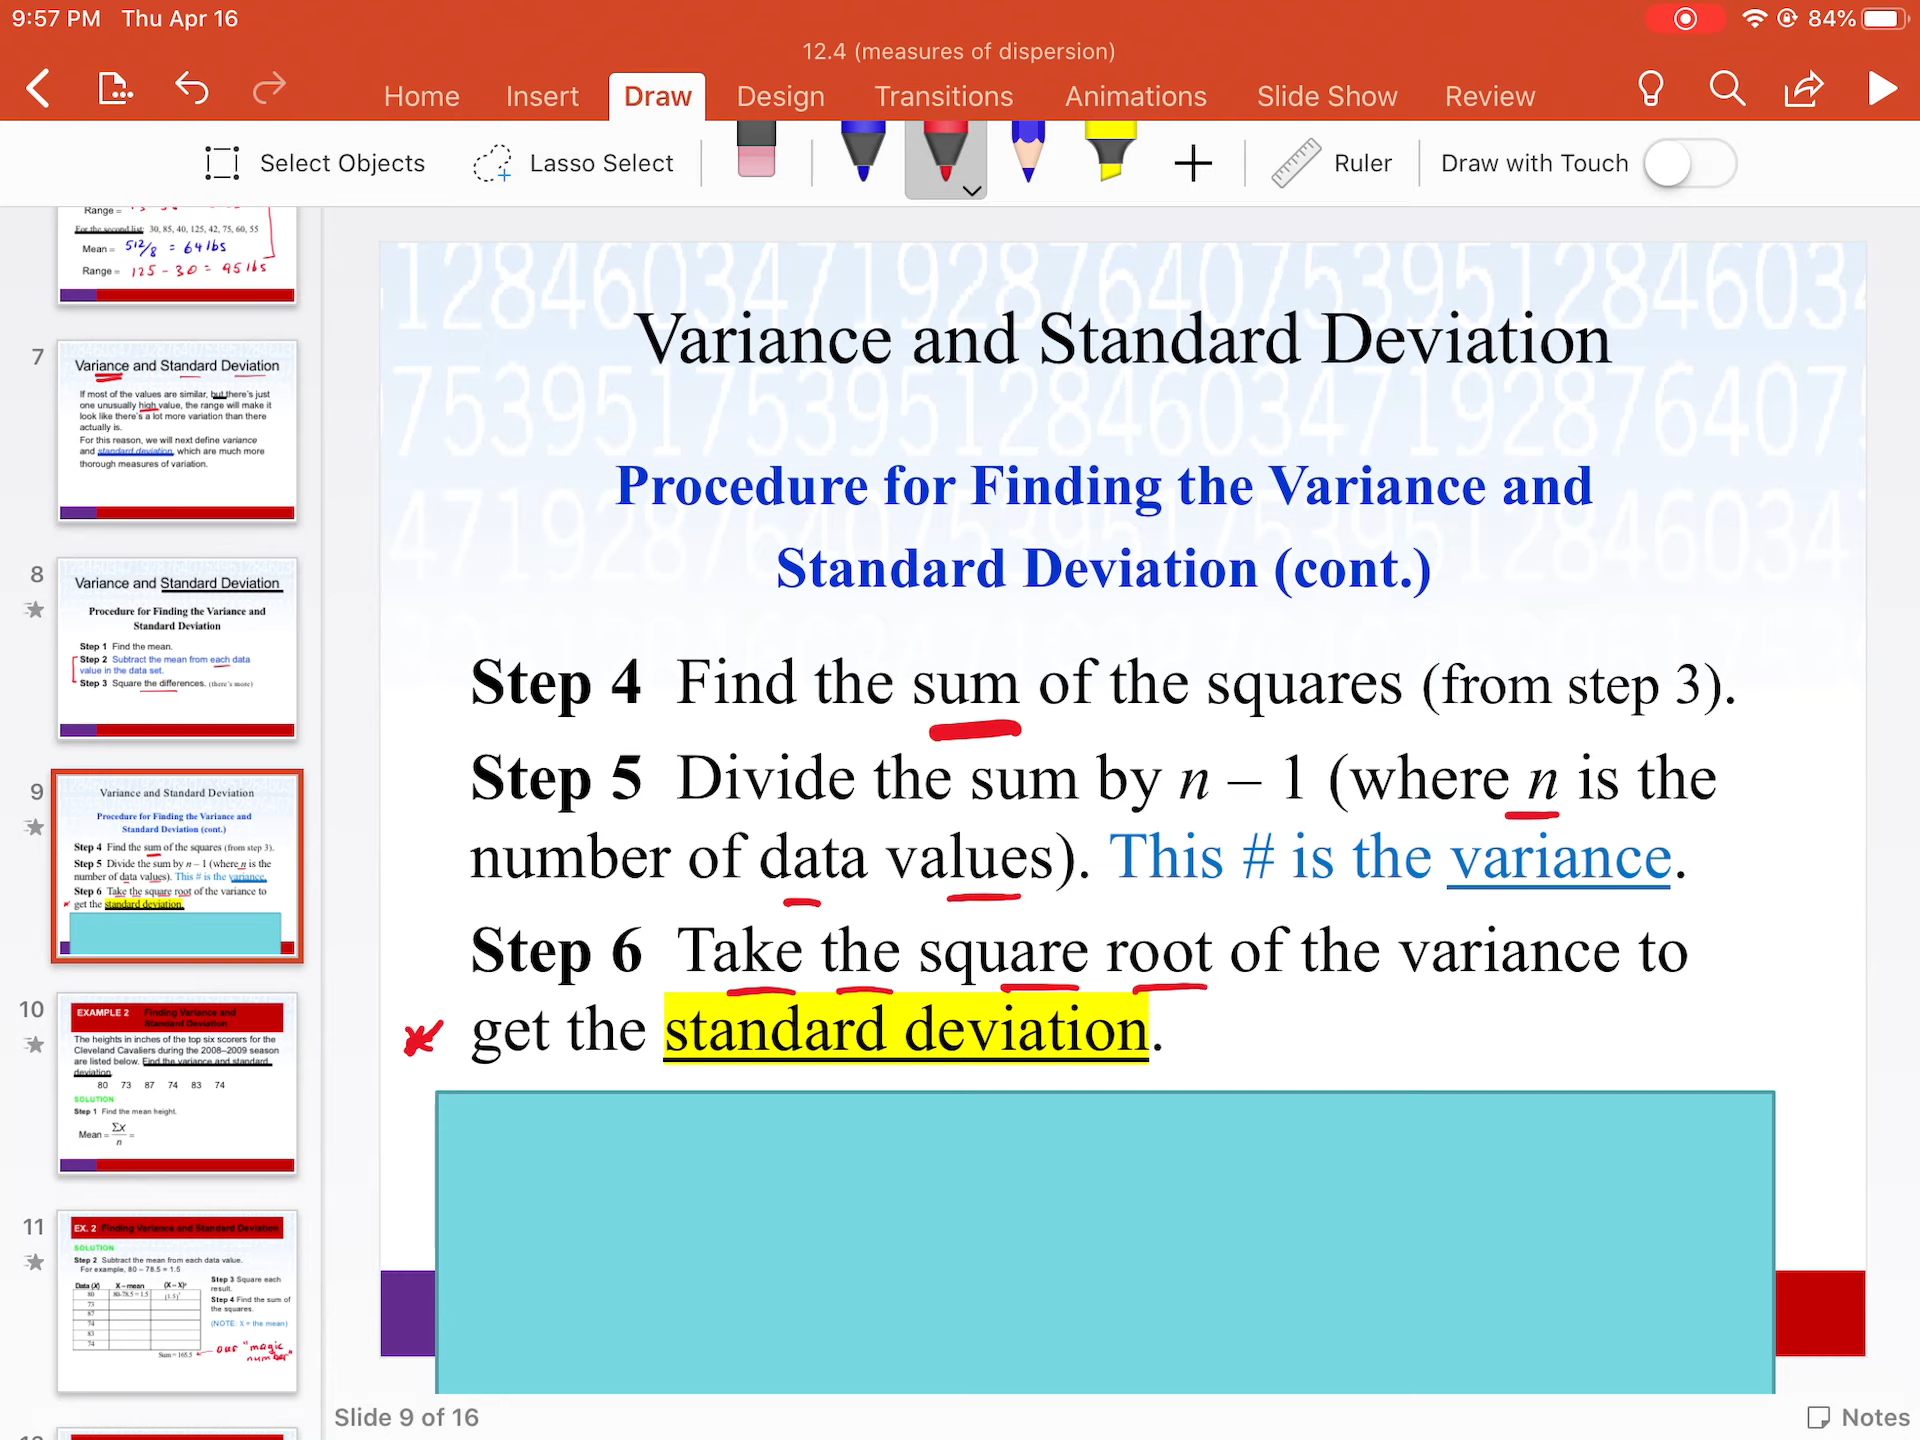 9:57 PM Thu Apr 16
84%
12.4 (measures of dispersion)
Home Insert Draw Design Transitions Animations Slide Show Review
Select Objects Lasso Select Ruler Draw with Touch
Range =
For the second list: 30, 85, 40, 125, 42, 75, 60, 55
Mean = 512/8 = 64 lbs
Range = 125 - 30 = 95 lbs
7
Variance and Standard Deviation
If most of the values are similar, but there's just
one unusually high value, the range will make it
look like there's a lot more variation than there
actually is.
For this reason, we will next define variance
and standard deviation, which are much more
thorough measures of variation.
8
Variance and Standard Deviation
Procedure for Finding the Variance and
Standard Deviation
Step 1 Find the mean.
Step 2 Subtract the mean from each data
value in the data set.
Step 3 Square the differences. (there's more)
9
Variance and Standard Deviation
Procedure for Finding the Variance and
Standard Deviation (cont.)
Step 4 Find the sum of the squares (from step 3).
Step 5 Divide the sum by n – 1 (where n is the
number of data values). This # is the variance.
Step 6 Take the square root of the variance to
get the standard deviation.
10
EXAMPLE 2 Finding Variance and
Standard Deviation
The heights in inches of the top six scorers for the
Cleveland Cavaliers during the 2008–2009 season
are listed below. Find the variance and standard
deviation.
80 73 87 74 83 74
SOLUTION
Step 1 Find the mean height.
Mean = Σx/n =
11
EX. 2 Finding Variance and Standard Deviation
SOLUTION
Step 2 Subtract the mean from each data value.
For example, 80 – 78.5 = 1.5
Data (X) X – mean (X – X)²
80 80-78.5 = 1.5 (1.5)²
73
87
74
83
74
Sum = 165.5
Step 3 Square each
result.
Step 4 Find the sum of
the squares.
(NOTE: X = the mean)
our "magic
number"
Variance and Standard Deviation
Procedure for Finding the Variance and
Standard Deviation (cont.)
Step 4 Find the sum of the squares (from step 3).
Step 5 Divide the sum by n – 1 (where n is the
number of data values). This # is the variance.
Step 6 Take the square root of the variance to
get the standard deviation.
Slide 9 of 16
Notes